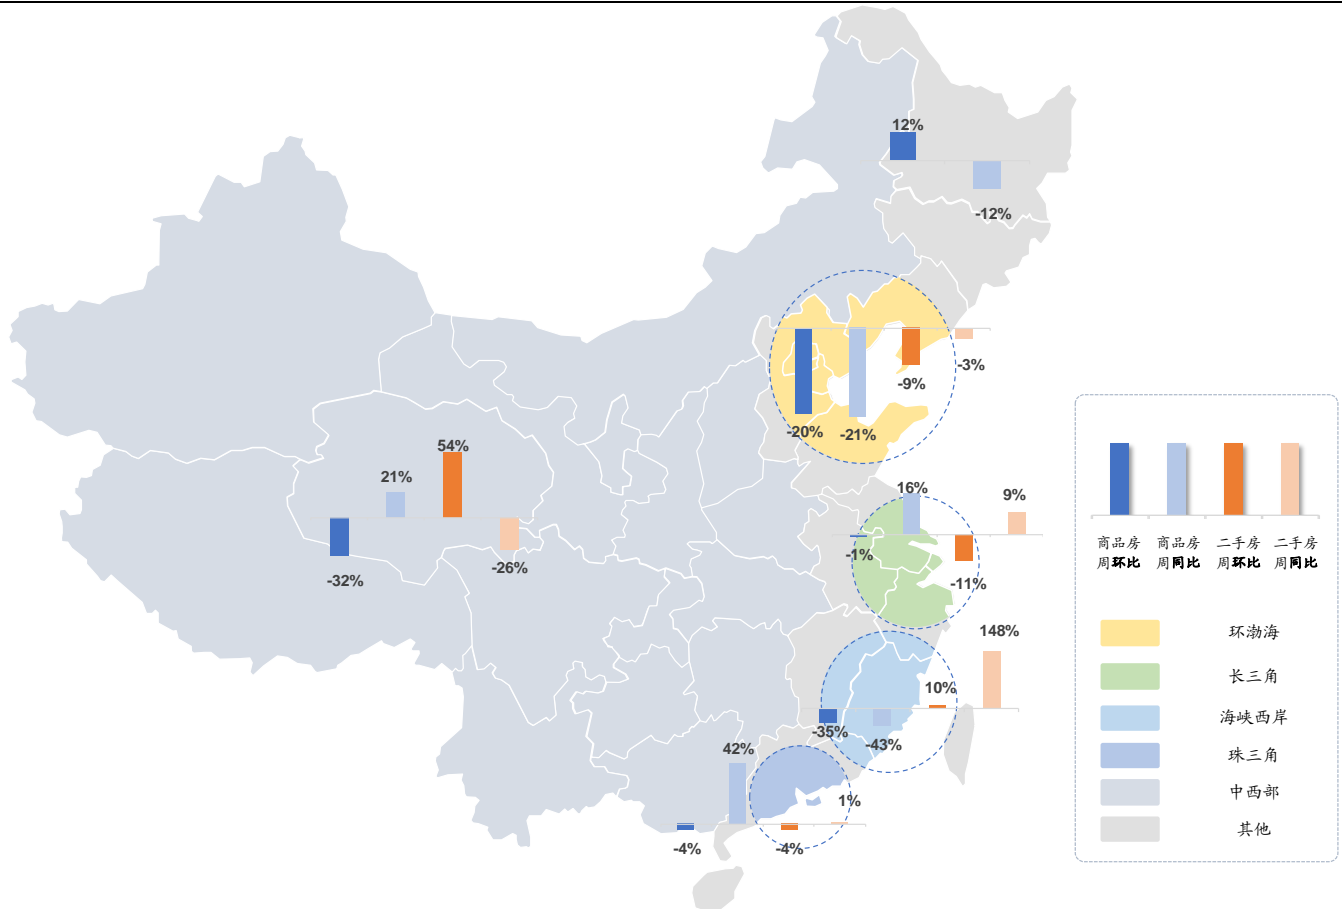 12%
-12%
-3%
-9%
-20%
-21%
54%
21%
16%
9%
-1%
-32%
-26%
-11%
商品房 商品房 二手房 二手房
周环比 周同比 周环比 周同比
环渤海
148%
长三角
10%
海峡西岸
-35%
-43%
42%
珠三角
中西部
1%
其他
-4%
-4%